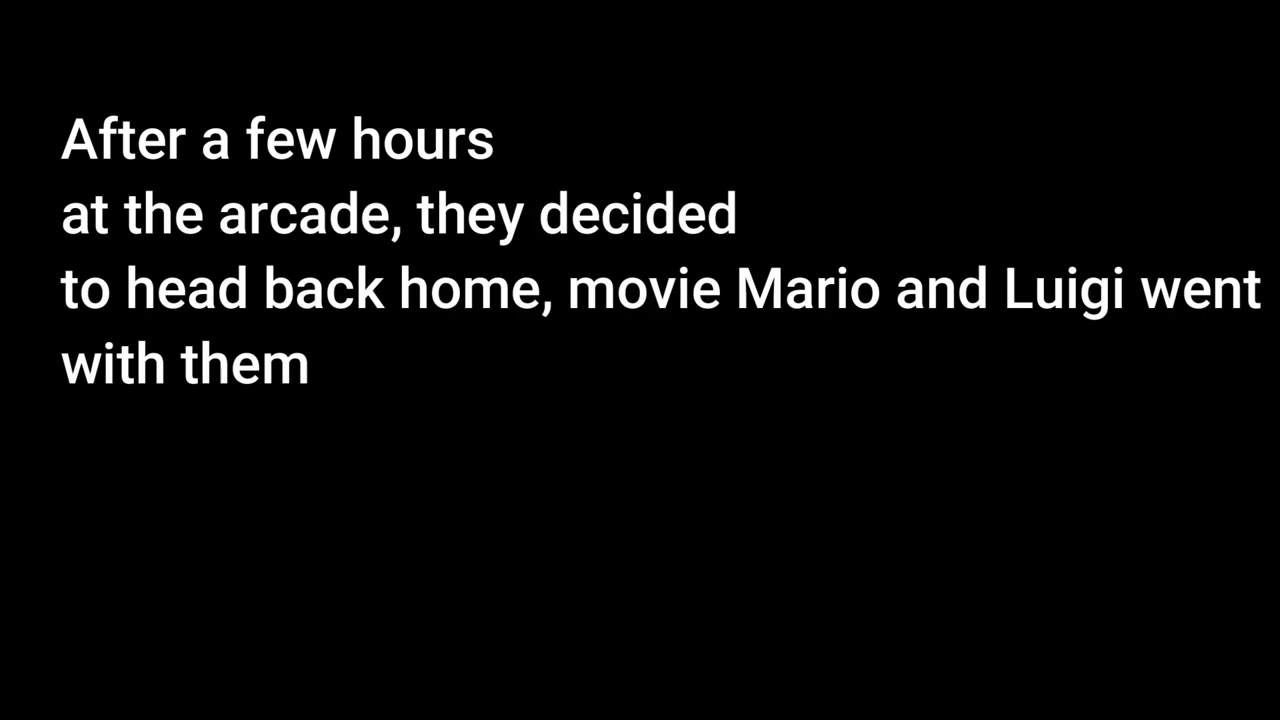 After a few hours
at the arcade, they decided
to head back home, movie Mario and Luigi went
with them